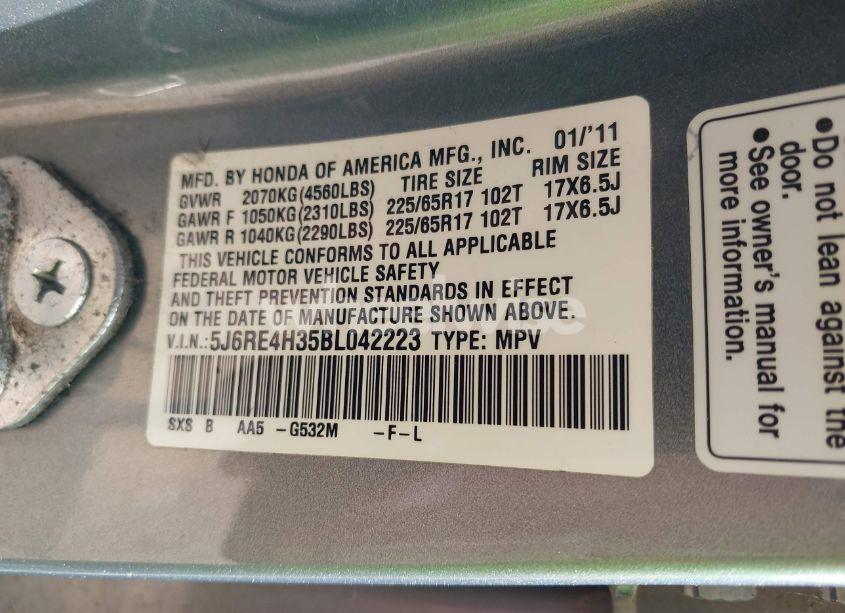 MFD. BY HONDA OF AMERICA MFG., INC. 01/'11
GVWR 2070KG(4560LBS) TIRE SIZE RIM SIZE
GAWR F 1050KG(2310LBS) 225/65R17 102T 17X6.5J
GAWR R 1040KG(2290LBS) 225/65R17 102T 17X6.5J
THIS VEHICLE CONFORMS TO ALL APPLICABLE
FEDERAL MOTOR VEHICLE SAFETY
AND THEFT PREVENTION STANDARDS IN EFFECT
ON THE DATE OF MANUFACTURE SHOWN ABOVE.
V.I.N.:5J6RE4H35BL042223 TYPE: MPV
SXS B AA5 -G532M -F-L
●Do not lean against the
door.
●See owner's manual for
more information.